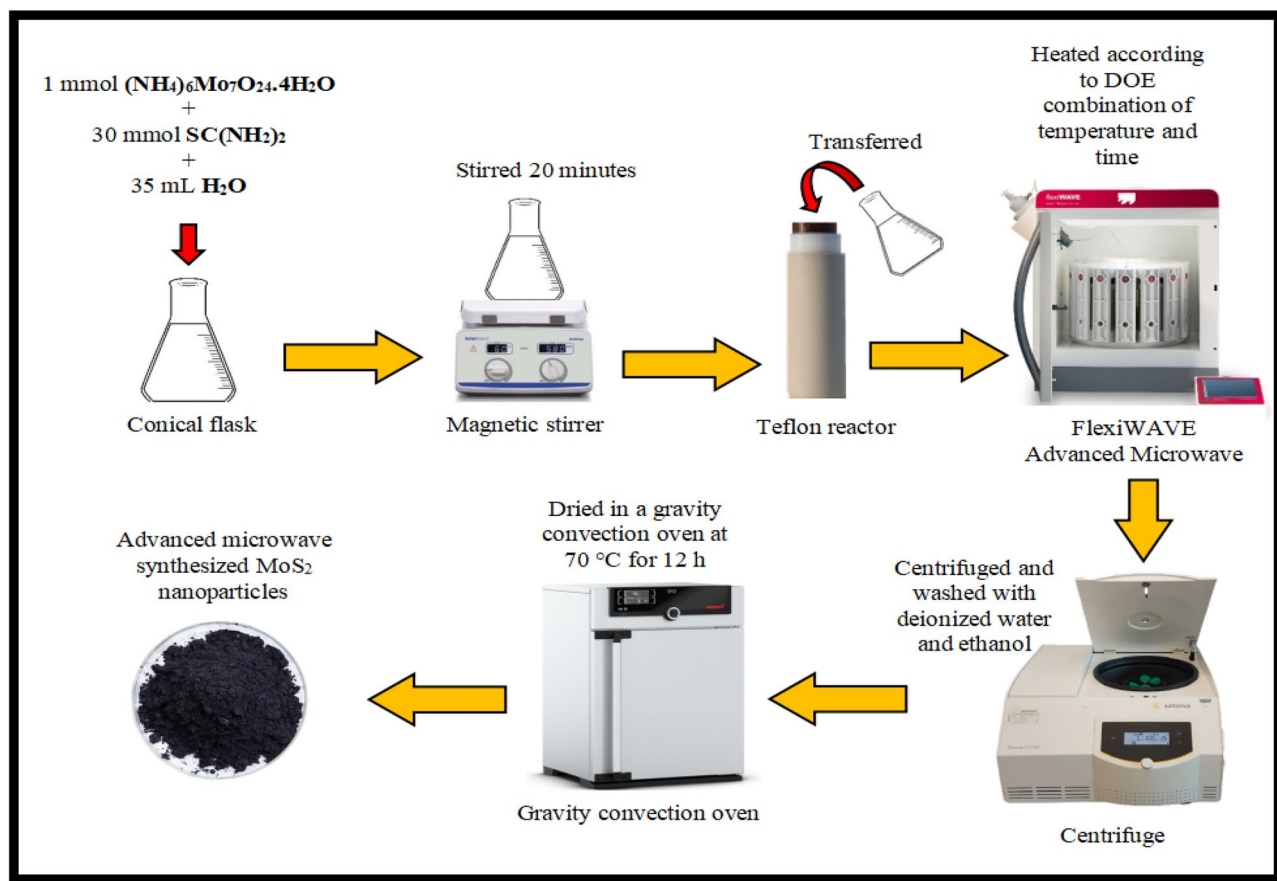 1 mmol (NH₄)₆Mo₇O₂₄.4H₂O
+
30 mmol SC(NH₂)₂
+
35 mL H₂O
Conical flask
Stirred 20 minutes
Magnetic stirrer
Transferred
Teflon reactor
Heated according
to DOE
combination of
temperature and
time
flexiWAVE
FlexiWAVE
Advanced Microwave
Centrifuged and
washed with
deionized water
and ethanol
sartorius
Centrifuge
Dried in a gravity
convection oven at
70 °C for 12 h
Gravity convection oven
Advanced microwave
synthesized MoS₂
nanoparticles